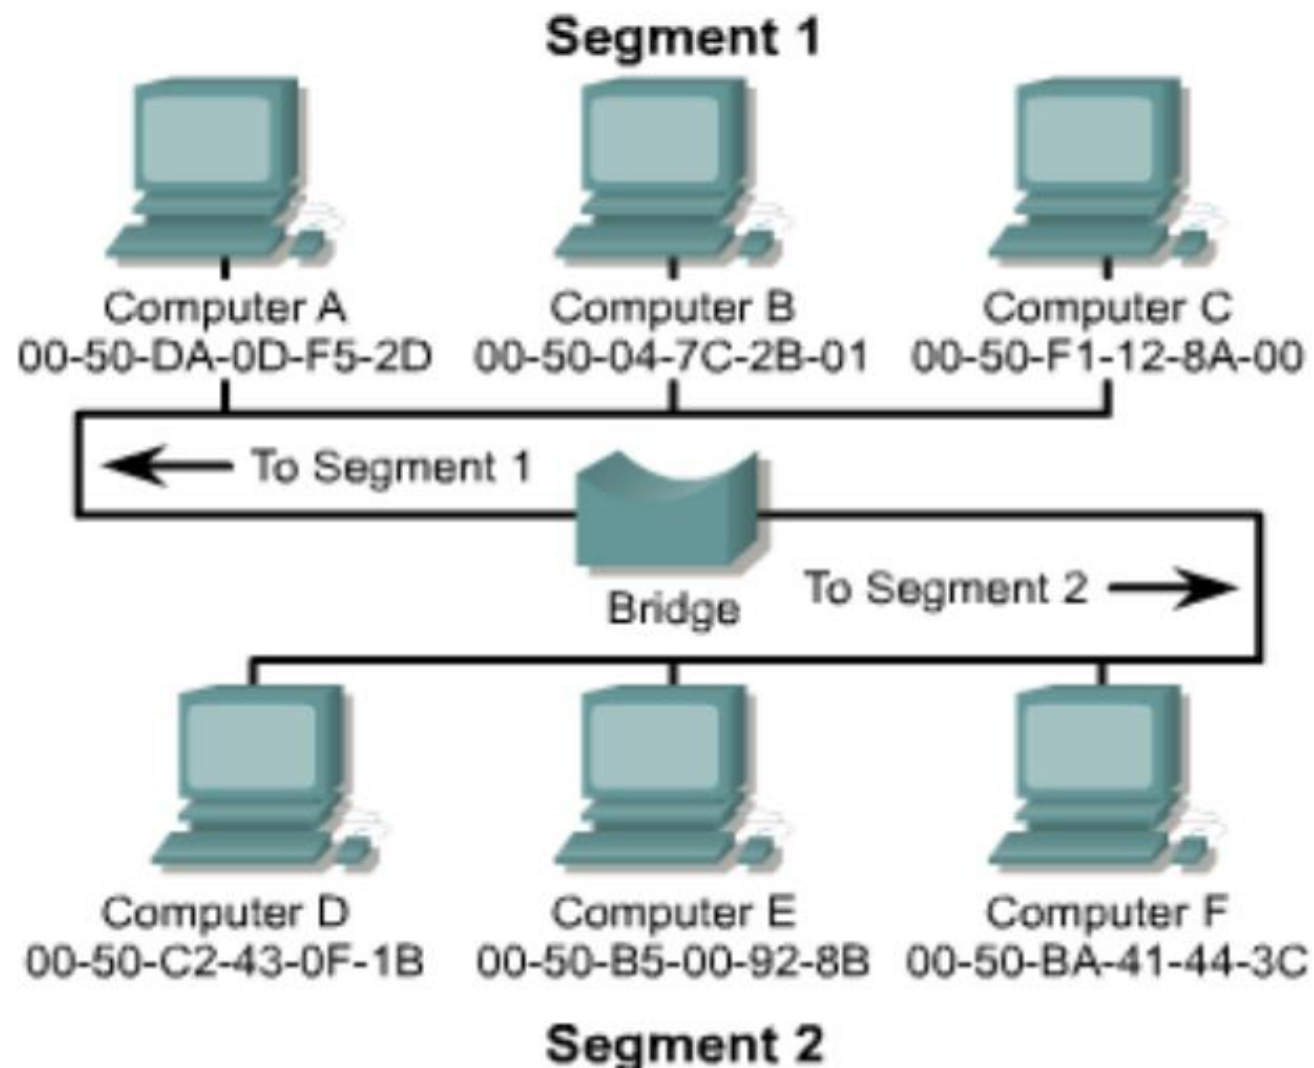 Segment 1
Computer A
00-50-DA-0D-F5-2D
Computer B
00-50-04-7C-2B-01
Computer C
00-50-F1-12-8A-00
To Segment 1
Bridge
To Segment 2
Computer D
00-50-C2-43-0F-1B
Computer E
00-50-B5-00-92-8B
Computer F
00-50-BA-41-44-3C
Segment 2